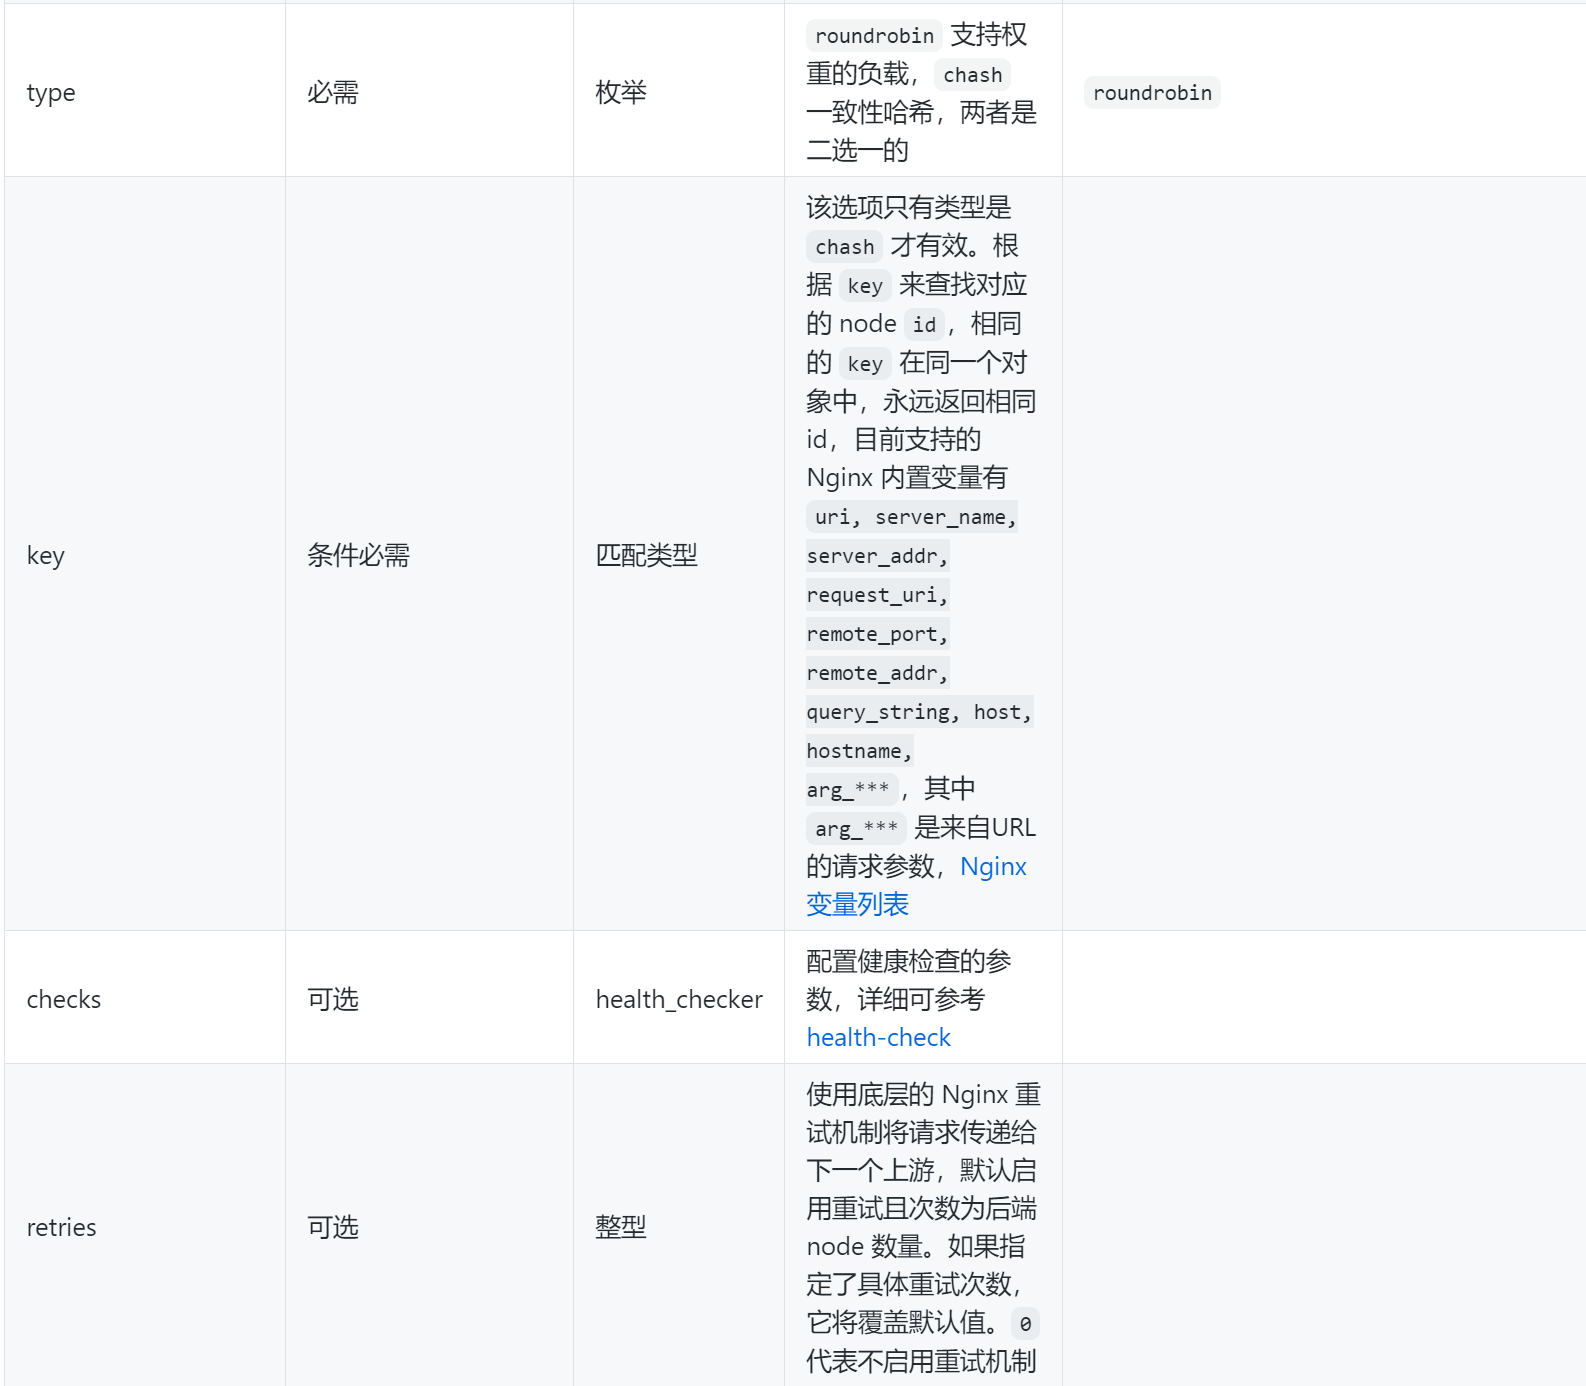 type
必需
枚举
roundrobin 支持权
重的负载，chash
一致性哈希，两者是
二选一的
roundrobin
key
条件必需
匹配类型
该选项只有类型是
chash 才有效。根
据 key 来查找对应
的 node id，相同
的 key 在同一个对
象中，永远返回相同
id，目前支持的
Nginx 内置变量有
uri, server_name,
server_addr,
request_uri,
remote_port,
remote_addr,
query_string, host,
hostname,
arg_***，其中
arg_*** 是来自URL
的请求参数，Nginx
变量列表
checks
可选
health_checker
配置健康检查的参
数，详细可参考
health-check
retries
可选
整型
使用底层的 Nginx 重
试机制将请求传递给
下一个上游，默认启
用重试且次数为后端
node 数量。如果指
定了具体重试次数，
它将覆盖默认值。0
代表不启用重试机制